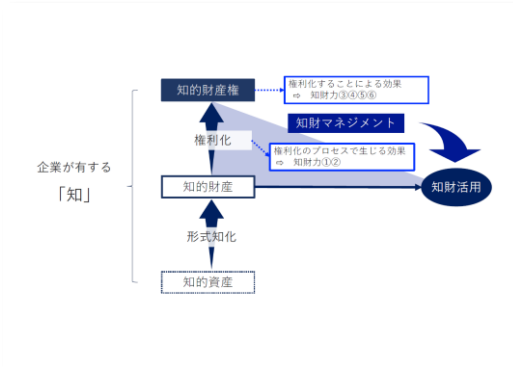 知的財産権
権利化することによる効果
⇨ 知財力③④⑤⑥
知財マネジメント
権利化
権利化のプロセスで生じる効果
⇨ 知財力①②
企業が有する
「知」
知的財産
知財活用
形式知化
知的資産